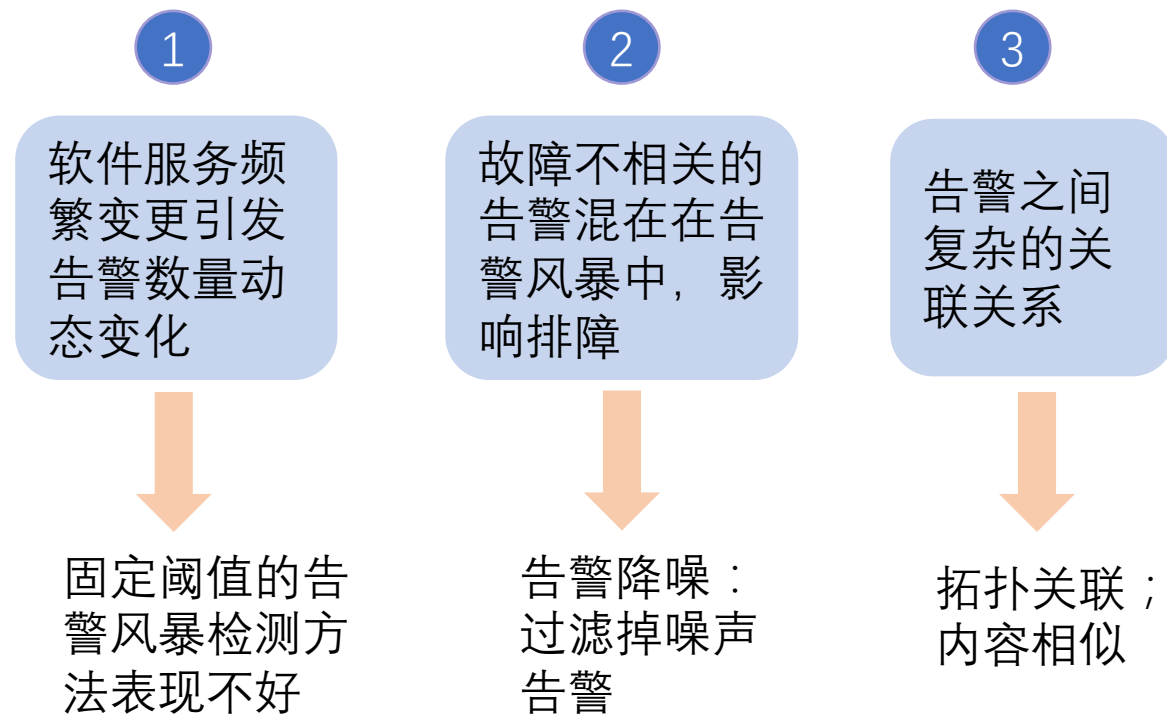 1
软件服务频
繁变更引发
告警数量动
态变化
固定阈值的告
警风暴检测方
法表现不好
2
故障不相关的
告警混在在告
警风暴中，影
响排障
告警降噪：
过滤掉噪声
告警
3
告警之间
复杂的关
联关系
拓扑关联；
内容相似